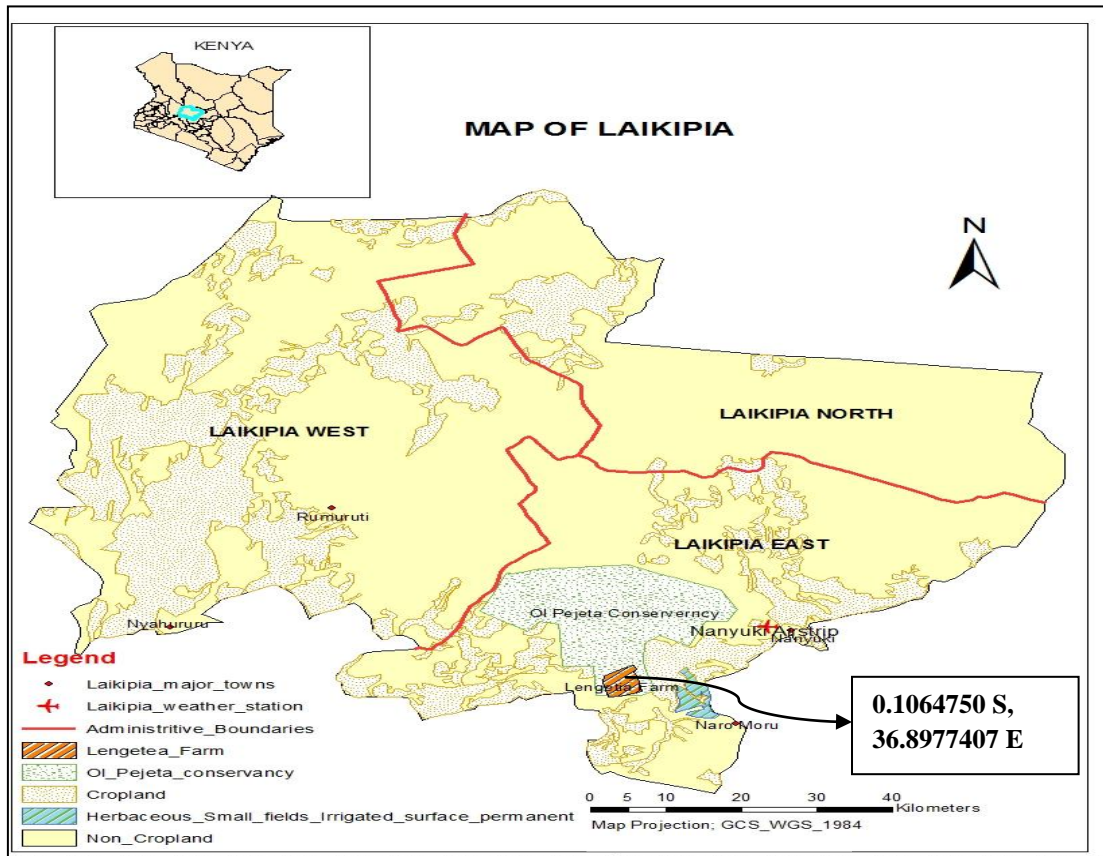 KENYA
MAP OF LAIKIPIA
N
LAIKIPIA NORTH
LAIKIPIA WEST
Rumuruti
LAIKIPIA EAST
Ol Pejeta Conserverncy
Nanyuki Airstrip
Nanyuki
Nyahururu
Lengetia Farm
Naro Moru
0.1064750 S,
36.8977407 E
Legend
Laikipia_major_towns
Laikipia_weather_station
Administritive_Boundaries
Lengetea_Farm
Ol_Pejeta_conservancy
Cropland
Herbaceous_Small_fields_Irrigated_surface_permanent
Non_Cropland
0 5 10 20 30 40
Kilometers
Map Projection; GCS_WGS_1984